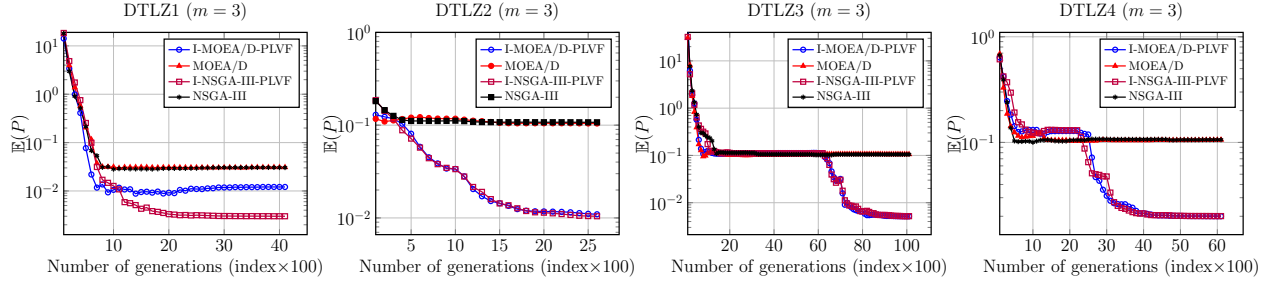 DTLZ1 (m = 3)
10^1
10^0
10^−1
10^−2
𝔼(P)
10
20
30
40
Number of generations (index×100)
I-MOEA/D-PLVF
MOEA/D
I-NSGA-III-PLVF
NSGA-III
DTLZ2 (m = 3)
10^0
10^−1
10^−2
𝔼(P)
5
10
15
20
25
Number of generations (index×100)
I-MOEA/D-PLVF
MOEA/D
I-NSGA-III-PLVF
NSGA-III
DTLZ3 (m = 3)
10^1
10^0
10^−1
10^−2
𝔼(P)
20
40
60
80
100
Number of generations (index×100)
I-MOEA/D-PLVF
MOEA/D
I-NSGA-III-PLVF
NSGA-III
DTLZ4 (m = 3)
10^0
10^−1
𝔼(P)
10
20
30
40
50
60
Number of generations (index×100)
I-MOEA/D-PLVF
MOEA/D
I-NSGA-III-PLVF
NSGA-III